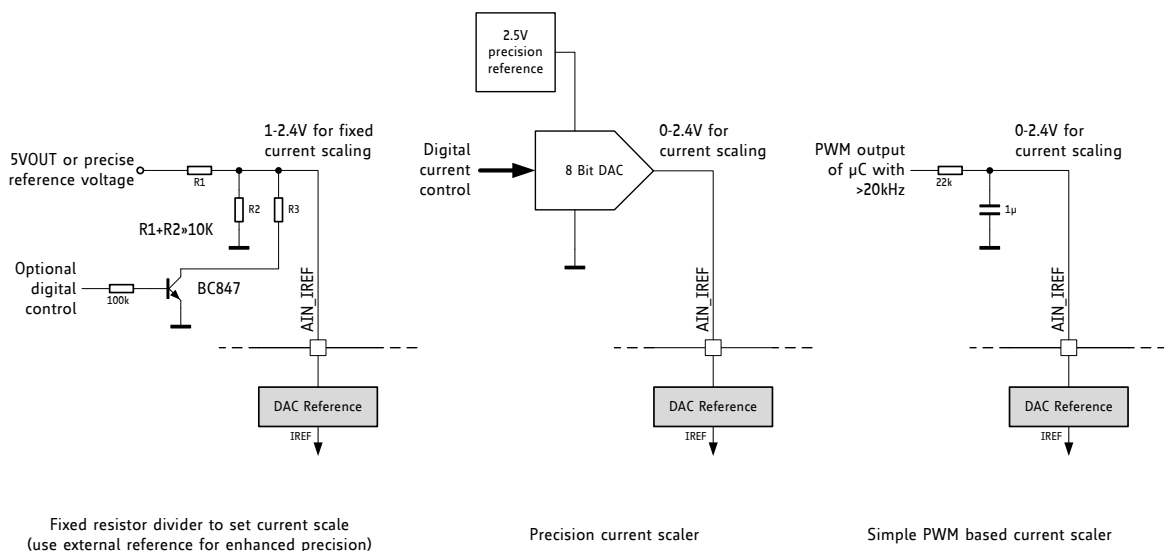 2.5V
precision
reference
1-2.4V for fixed
current scaling
5VOUT or precise
reference voltage
R1
R2
R3
R1+R2»10K
Optional
digital
control
100k
BC847
AIN_IREF
DAC Reference
IREF
Digital
current
control
8 Bit DAC
0-2.4V for
current scaling
AIN_IREF
DAC Reference
IREF
PWM output
of µC with
>20kHz
0-2.4V for
current scaling
22k
1µ
AIN_IREF
DAC Reference
IREF
Fixed resistor divider to set current scale
(use external reference for enhanced precision)
Precision current scaler
Simple PWM based current scaler